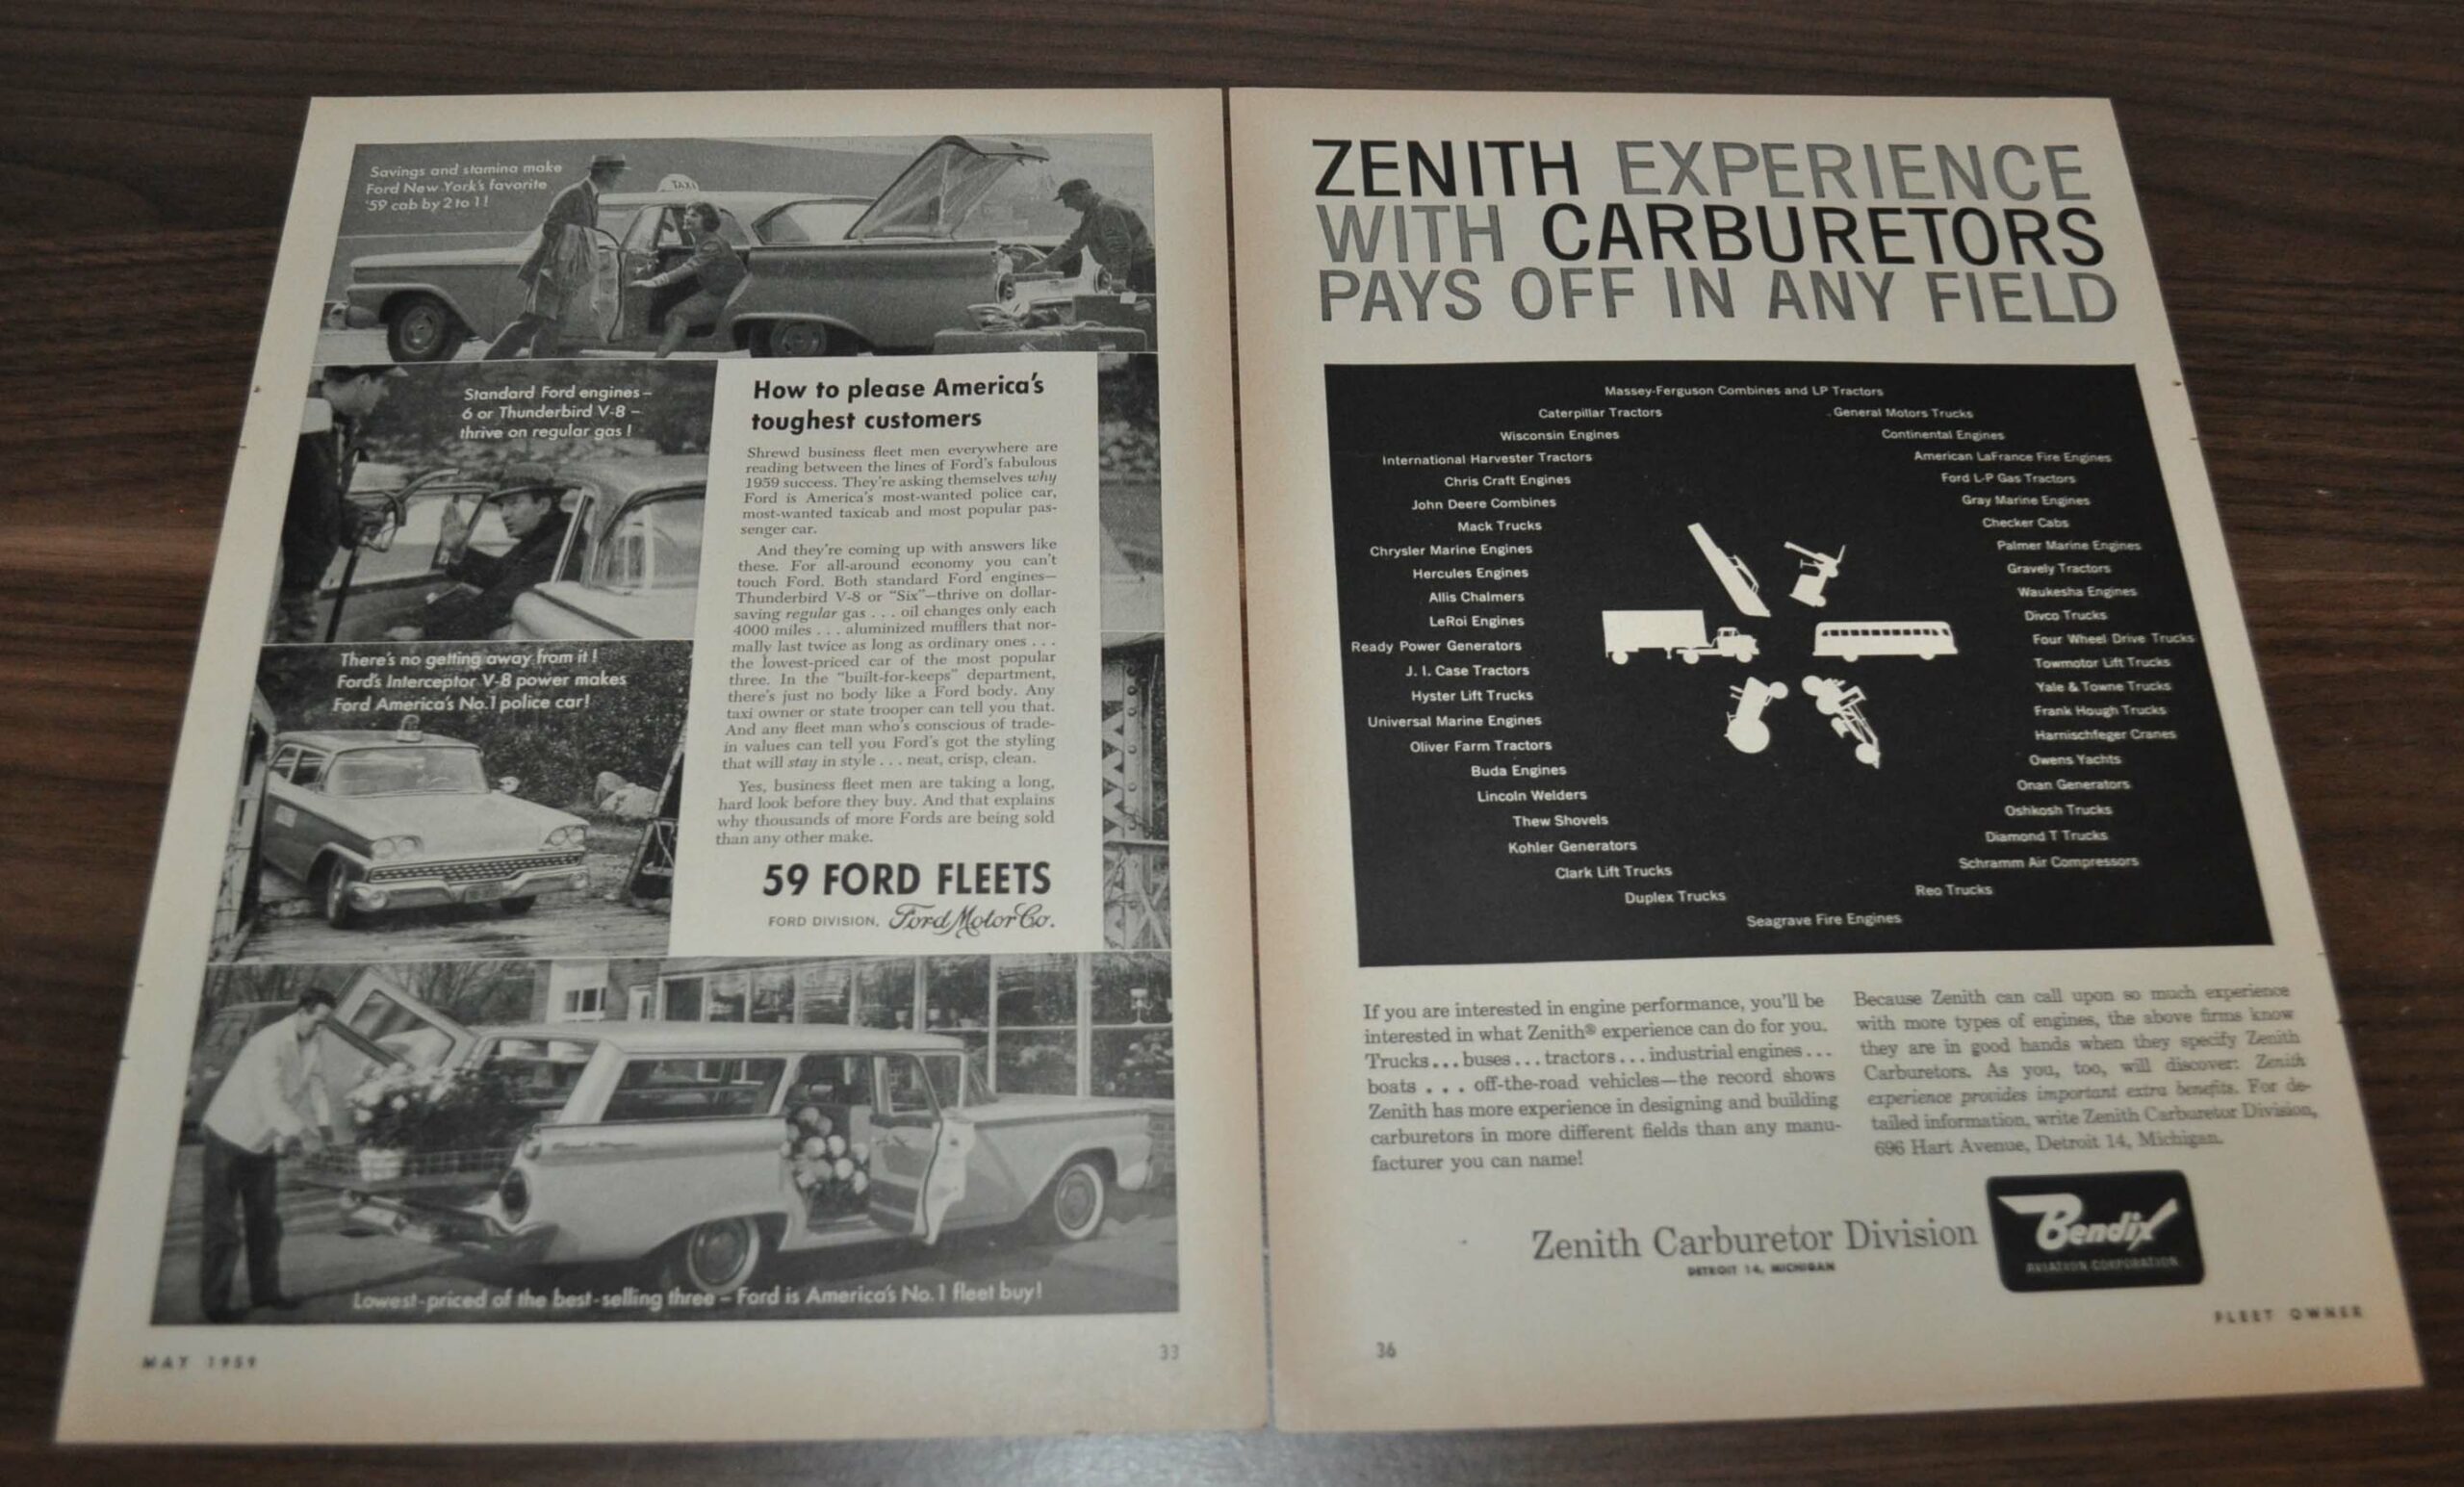 Savings and stamina make
Ford New York's favorite
'59 cab by 2 to 1!
TAXI
Standard Ford engines–
6 or Thunderbird V-8 –
thrive on regular gas!
There's no getting away from it!
Ford's Interceptor V-8 power makes
Ford America's No.1 police car!
How to please America's
toughest customers
Shrewd business fleet men everywhere are
reading between the lines of Ford's fabulous
1959 success. They're asking themselves why
Ford is America's most-wanted police car,
most-wanted taxicab and most popular pas-
senger car.
And they're coming up with answers like
these. For all-around economy you can't
touch Ford. Both standard Ford engines—
Thunderbird V-8 or "Six"—thrive on dollar-
saving regular gas . . . oil changes only each
4000 miles . . . aluminized mufflers that nor-
mally last twice as long as ordinary ones . . .
the lowest-priced car of the most popular
three. In the "built-for-keeps" department,
there's just no body like a Ford body. Any
taxi owner or state trooper can tell you that.
And any fleet man who's conscious of trade-
in values can tell you Ford's got the styling
that will stay in style . . . neat, crisp, clean.
Yes, business fleet men are taking a long,
hard look before they buy. And that explains
why thousands of more Fords are being sold
than any other make.
59 FORD FLEETS
FORD DIVISION, Ford Motor Co.
Lowest-priced of the best-selling three – Ford is America's No.1 fleet buy!
MAY 1959
33
ZENITH EXPERIENCE
WITH CARBURETORS
PAYS OFF IN ANY FIELD
Massey-Ferguson Combines and LP Tractors
Caterpillar Tractors
General Motors Trucks
Wisconsin Engines
Continental Engines
International Harvester Tractors
American LaFrance Fire Engines
Chris Craft Engines
Ford L-P Gas Tractors
John Deere Combines
Gray Marine Engines
Mack Trucks
Checker Cabs
Chrysler Marine Engines
Palmer Marine Engines
Hercules Engines
Gravely Tractors
Allis Chalmers
Waukesha Engines
LeRoi Engines
Divco Trucks
Ready Power Generators
Four Wheel Drive Trucks
J. I. Case Tractors
Towmotor Lift Trucks
Hyster Lift Trucks
Yale & Towne Trucks
Universal Marine Engines
Frank Hough Trucks
Oliver Farm Tractors
Harnischfeger Cranes
Buda Engines
Owens Yachts
Lincoln Welders
Onan Generators
Thew Shovels
Oshkosh Trucks
Kohler Generators
Diamond T Trucks
Clark Lift Trucks
Schramm Air Compressors
Duplex Trucks
Reo Trucks
Seagrave Fire Engines
If you are interested in engine performance, you'll be
interested in what Zenith® experience can do for you.
Trucks . . . buses . . . tractors . . . industrial engines . . .
boats . . . off-the-road vehicles—the record shows
Zenith has more experience in designing and building
carburetors in more different fields than any manu-
facturer you can name!
Because Zenith can call upon so much experience
with more types of engines, the above firms know
they are in good hands when they specify Zenith
Carburetors. As you, too, will discover: Zenith
experience provides important extra benefits. For de-
tailed information, write Zenith Carburetor Division,
696 Hart Avenue, Detroit 14, Michigan.
Zenith Carburetor Division
DETROIT 14, MICHIGAN
Bendix
AVIATION CORPORATION
FLEET OWNER
36